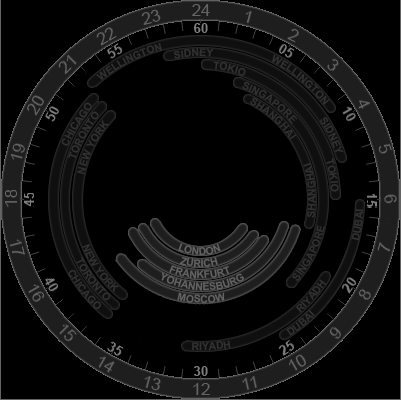 24
1
2
3
4
5
6
7
8
9
10
11
12
13
14
15
16
17
18
19
20
21
22
23
60
05
10
15
20
25
30
35
40
45
50
55
WELLINGTON
WELLINGTON
SiDNEY
SiDNEY
TOKIO
TOKIO
SINGAPORE
SINGAPORE
SHANGHAI
SHANGHAI
CHICAGO
TORONTO
NEW YORK
NEW YORK
TORONTO
CHICAGO
DUBAI
RIYADH
DUBAI
RIYADH
LONDON
ZURICH
FRANKFURT
YOHANNESBURG
MOSCOW